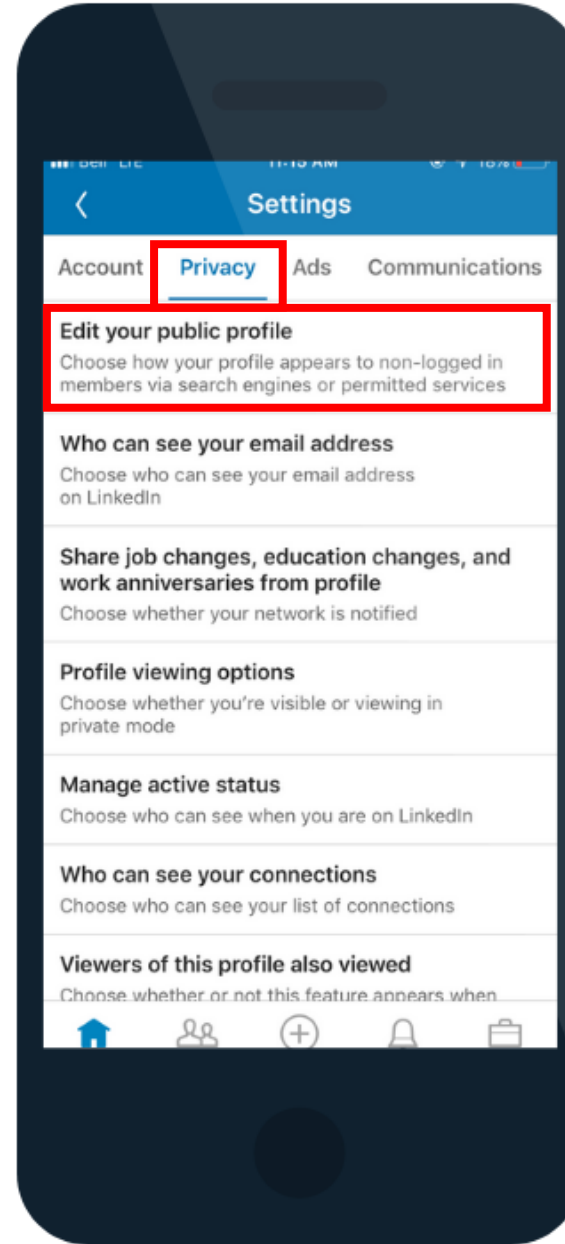 Settings
Account Privacy Ads Communications
Edit your public profile
Choose how your profile appears to non-logged in
members via search engines or permitted services
Who can see your email address
Choose who can see your email address
on LinkedIn
Share job changes, education changes, and
work anniversaries from profile
Choose whether your network is notified
Profile viewing options
Choose whether you're visible or viewing in
private mode
Manage active status
Choose who can see when you are on LinkedIn
Who can see your connections
Choose who can see your list of connections
Viewers of this profile also viewed
Choose whether or not this feature appears when